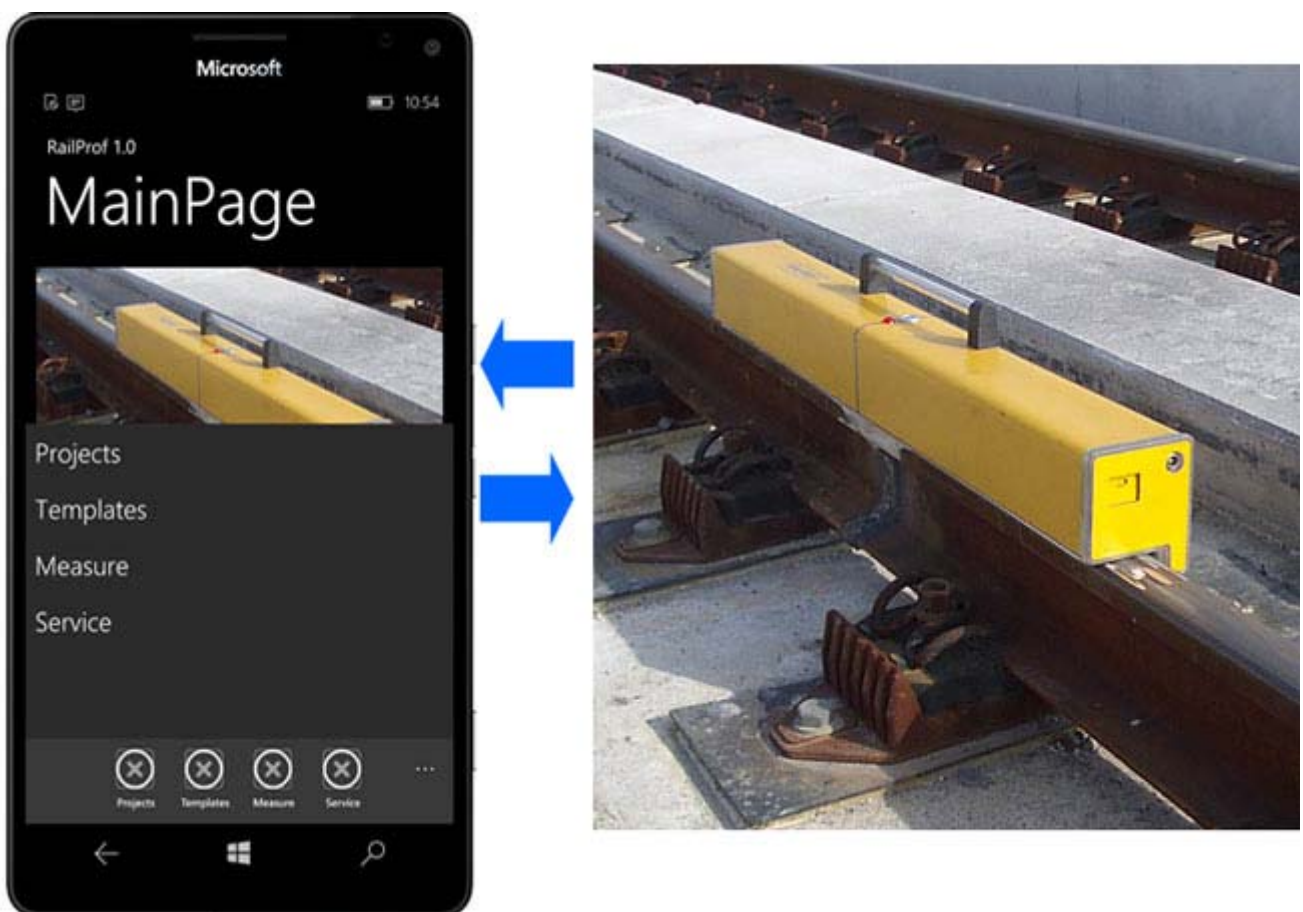 Microsoft
10:54
RailProf 1.0
MainPage
Projects
Templates
Measure
Service
Projects Templates Measure Service